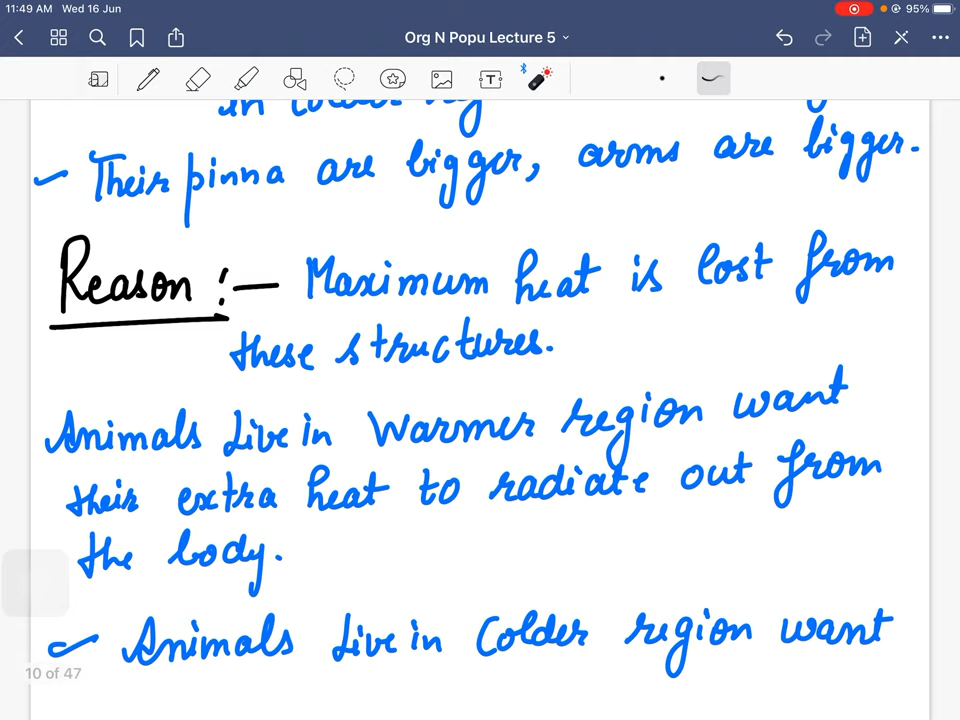 11:49 AM Wed 16 Jun
95%
Org N Popu Lecture 5
in colder
Their pinna are bigger, arms are bigger.
Reason :— Maximum heat is lost from
these structures.
Animals Live in Warmer region want
their extra heat to radiate out from
the body.
10 of 47
Animals Live in Colder region want